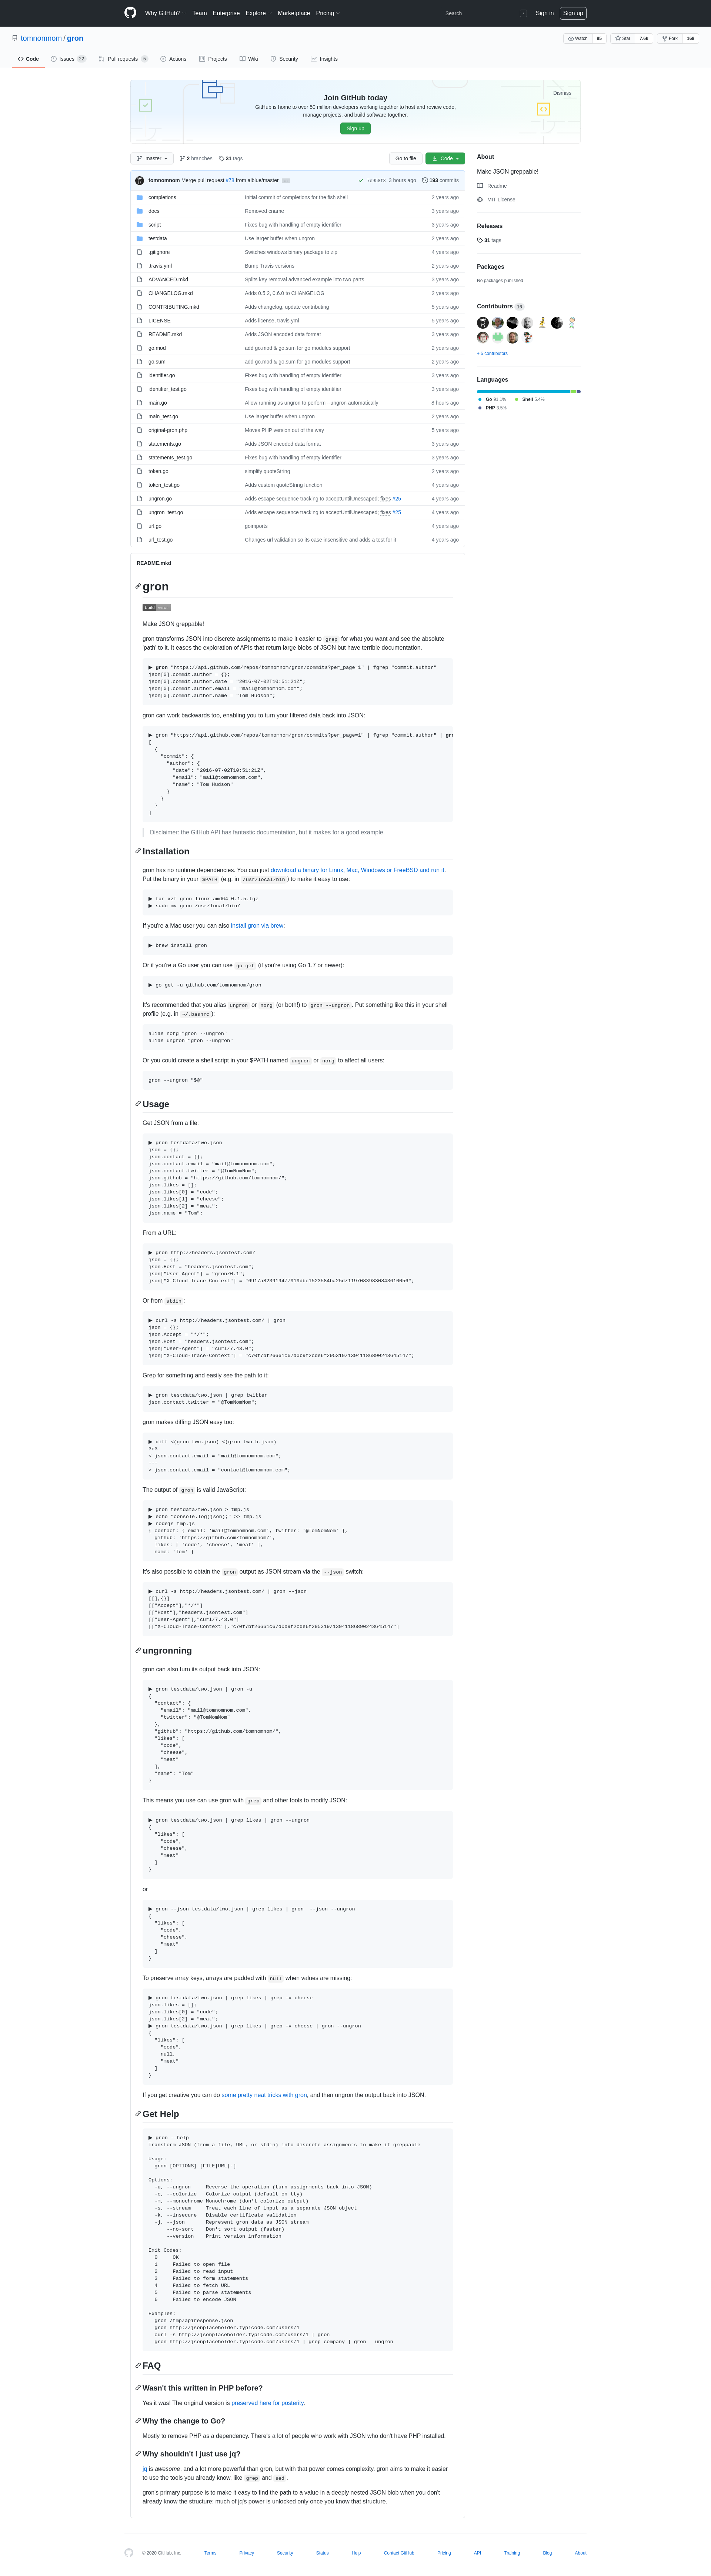 Why GitHub? Team Enterprise Explore Marketplace Pricing Search / Sign in Sign up
tomnomnom / gron Watch 85 Star 7.6k Fork 168
Code Issues 22 Pull requests 5 Actions Projects Wiki Security Insights
Dismiss
Join GitHub today
GitHub is home to over 50 million developers working together to host and review code,
manage projects, and build software together.
Sign up
master 2 branches 31 tags Go to file Code
tomnomnom Merge pull request #78 from alblue/master … 3 hours ago 193 commits
completions Initial commit of completions for the fish shell 2 years ago
docs Removed cname 3 years ago
script Fixes bug with handling of empty identifier 3 years ago
testdata Use larger buffer when ungron 2 years ago
.gitignore Switches windows binary package to zip 4 years ago
.travis.yml Bump Travis versions 2 years ago
ADVANCED.mkd Splits key removal advanced example into two parts 3 years ago
CHANGELOG.mkd Adds 0.5.2, 0.6.0 to CHANGELOG 2 years ago
CONTRIBUTING.mkd Adds changelog, update contributing 5 years ago
LICENSE Adds license, travis.yml 5 years ago
README.mkd Adds JSON encoded data format 3 years ago
go.mod add go.mod & go.sum for go modules support 2 years ago
go.sum add go.mod & go.sum for go modules support 2 years ago
identifier.go Fixes bug with handling of empty identifier 3 years ago
identifier_test.go Fixes bug with handling of empty identifier 3 years ago
main.go Allow running as ungron to perform --ungron automatically 6 hours ago
main_test.go Use larger buffer when ungron 2 years ago
original-gron.php Moves PHP version out of the way 5 years ago
statements.go Adds JSON encoded data format 3 years ago
statements_test.go Fixes bug with handling of empty identifier 3 years ago
token.go simplify quoteString 2 years ago
token_test.go Adds custom quoteString function 4 years ago
ungron.go Adds escape sequence tracking to acceptUntilUnescaped; fixes #25 4 years ago
ungron_test.go Adds escape sequence tracking to acceptUntilUnescaped; fixes #25 4 years ago
url.go goimports 4 years ago
url_test.go Changes url validation so its case insensitive and adds a test for it 4 years ago
About
Make JSON greppable!
Readme
MIT License
Releases
31 tags
Packages
No packages published
Contributors 16
+ 5 contributors
Languages
Go 91.1% Shell 5.4%
PHP 3.5%
README.mkd
gron
build
Make JSON greppable!
gron transforms JSON into discrete assignments to make it easier to grep for what you want and see the absolute
'path' to it. It eases the exploration of APIs that return large blobs of JSON but have terrible documentation.
▶ gron "https://api.github.com/repos/tomnomnom/gron/commits?per_page=1" | fgrep "commit.author"
json[0].commit.author = {};
json[0].commit.author.date = "2016-07-02T10:51:21Z";
json[0].commit.author.email = "mail@tomnomnom.com";
json[0].commit.author.name = "Tom Hudson";
gron can work backwards too, enabling you to turn your filtered data back into JSON:
▶ gron "https://api.github.com/repos/tomnomnom/gron/commits?per_page=1" | fgrep "commit.author" | gro
[
{
"commit": {
"author": {
"date": "2016-07-02T10:51:21Z",
"email": "mail@tomnomnom.com",
"name": "Tom Hudson"
}
}
}
]
Disclaimer: the GitHub API has fantastic documentation, but it makes for a good example.
Installation
gron has no runtime dependencies. You can just download a binary for Linux, Mac, Windows or FreeBSD and run it.
Put the binary in your $PATH (e.g. in /usr/local/bin/) to make it easy to use:
▶ tar xzf gron-linux-amd64-0.1.5.tgz
▶ sudo mv gron /usr/local/bin/
If you're a Mac user you can also install gron via brew:
▶ brew install gron
Or if you're a Go user you can use go get (if you're using Go 1.7 or newer):
▶ go get -u github.com/tomnomnom/gron
It's recommended that you alias ungron or norg (or both!) to gron --ungron. Put something like this in your shell
profile (e.g. in ~/.bashrc):
alias norg="gron --ungron"
alias ungron="gron --ungron"
Or you could create a shell script in your $PATH named ungron or norg to affect all users:
gron --ungron "$@"
Usage
Get JSON from a file:
▶ gron testdata/two.json
json = {};
json.contact = {};
json.contact.email = "mail@tomnomnom.com";
json.contact.twitter = "@TomNomNom";
json.github = "https://github.com/tomnomnom/";
json.likes = [];
json.likes[0] = "code";
json.likes[1] = "cheese";
json.likes[2] = "meat";
json.name = "Tom";
From a URL:
▶ gron http://headers.jsontest.com/
json = {};
json.Host = "headers.jsontest.com";
json["User-Agent"] = "gron/0.1";
json["X-Cloud-Trace-Context"] = "6917a823919477919dbc1523584ba25d/11970839830843610056";
Or from stdin:
▶ curl -s http://headers.jsontest.com/ | gron
json = {};
json.Accept = "*/*";
json.Host = "headers.jsontest.com";
json["User-Agent"] = "curl/7.43.0";
json["X-Cloud-Trace-Context"] = "c70f7bf26661c67d0b9f2cde6f295319/13941186890243645147";
Grep for something and easily see the path to it:
▶ gron testdata/two.json | grep twitter
json.contact.twitter = "@TomNomNom";
gron makes diffing JSON easy too:
▶ diff <(gron two.json) <(gron two-b.json)
3c3
< json.contact.email = "mail@tomnomnom.com";
---
> json.contact.email = "contact@tomnomnom.com";
The output of gron is valid JavaScript:
▶ gron testdata/two.json > tmp.js
▶ echo "console.log(json);" >> tmp.js
▶ nodejs tmp.js
{ contact: { email: 'mail@tomnomnom.com', twitter: '@TomNomNom' },
github: 'https://github.com/tomnomnom/',
likes: [ 'code', 'cheese', 'meat' ],
name: 'Tom' }
It's also possible to obtain the gron output as JSON stream via the --json switch:
▶ curl -s http://headers.jsontest.com/ | gron --json
[[],{}]
[["Accept"],"*/*"]
[["Host"],"headers.jsontest.com"]
[["User-Agent"],"curl/7.43.0"]
[["X-Cloud-Trace-Context"],"c70f7bf26661c67d0b9f2cde6f295319/13941186890243645147"]
ungronning
gron can also turn its output back into JSON:
▶ gron testdata/two.json | gron -u
{
"contact": {
"email": "mail@tomnomnom.com",
"twitter": "@TomNomNom"
},
"github": "https://github.com/tomnomnom/",
"likes": [
"code",
"cheese",
"meat"
],
"name": "Tom"
}
This means you use can use gron with grep and other tools to modify JSON:
▶ gron testdata/two.json | grep likes | gron --ungron
{
"likes": [
"code",
"cheese",
"meat"
]
}
or
▶ gron --json testdata/two.json | grep likes | gron  --json --ungron
{
"likes": [
"code",
"cheese",
"meat"
]
}
To preserve array keys, arrays are padded with null when values are missing:
▶ gron testdata/two.json | grep likes | grep -v cheese
json.likes = [];
json.likes[0] = "code";
json.likes[2] = "meat";
▶ gron testdata/two.json | grep likes | grep -v cheese | gron --ungron
{
"likes": [
"code",
null,
"meat"
]
}
If you get creative you can do some pretty neat tricks with gron, and then ungron the output back into JSON.
Get Help
▶ gron --help
Transform JSON (from a file, URL, or stdin) into discrete assignments to make it greppable
Usage:
gron [OPTIONS] [FILE|URL|-]
Options:
-u, --ungron Reverse the operation (turn assignments back into JSON)
-c, --colorize Colorize output (default on tty)
-m, --monochrome Monochrome (don't colorize output)
-s, --stream Treat each line of input as a separate JSON object
-k, --insecure Disable certificate validation
-j, --json Represent gron data as JSON stream
--no-sort Don't sort output (faster)
--version Print version information
Exit Codes:
0 OK
1 Failed to open file
2 Failed to read input
3 Failed to form statements
4 Failed to fetch URL
5 Failed to parse statements
6 Failed to encode JSON
Examples:
gron /tmp/apiresponse.json
gron http://jsonplaceholder.typicode.com/users/1
curl -s http://jsonplaceholder.typicode.com/users/1 | gron
gron http://jsonplaceholder.typicode.com/users/1 | grep company | gron --ungron
FAQ
Wasn't this written in PHP before?
Yes it was! The original version is preserved here for posterity.
Why the change to Go?
Mostly to remove PHP as a dependency. There's a lot of people who work with JSON who don't have PHP installed.
Why shouldn't I just use jq?
jq is awesome, and a lot more powerful than gron, but with that power comes complexity. gron aims to make it easier
to use the tools you already know, like grep and sed.
gron's primary purpose is to make it easy to find the path to a value in a deeply nested JSON blob when you don't
already know the structure; much of jq's power is unlocked only once you know that structure.
© 2020 GitHub, Inc. Terms Privacy Security Status Help Contact GitHub Pricing API Training Blog About